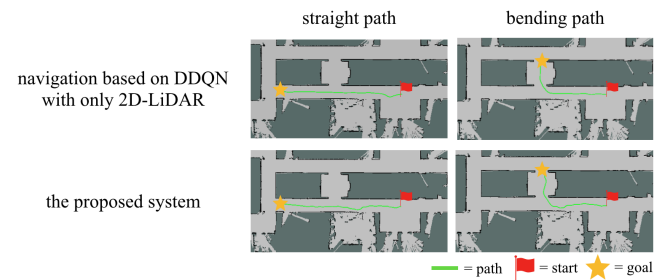 straight path
bending path
navigation based on DDQN
with only 2D-LiDAR
the proposed system
= path
= start
= goal